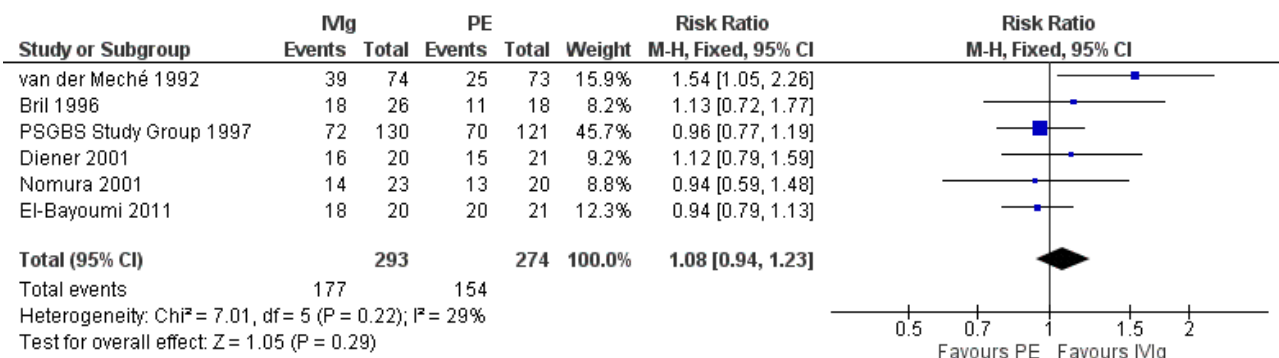 IVIg PE Risk Ratio Risk Ratio
Study or Subgroup Events Total Events Total Weight M-H, Fixed, 95% CI M-H, Fixed, 95% CI
van der Meché 1992 39 74 25 73 15.9% 1.54 [1.05, 2.26]
Bril 1996 18 26 11 18 8.2% 1.13 [0.72, 1.77]
PSGBS Study Group 1997 72 130 70 121 45.7% 0.96 [0.77, 1.19]
Diener 2001 16 20 15 21 9.2% 1.12 [0.79, 1.59]
Nomura 2001 14 23 13 20 8.8% 0.94 [0.59, 1.48]
El-Bayoumi 2011 18 20 20 21 12.3% 0.94 [0.79, 1.13]
Total (95% CI) 293 274 100.0% 1.08 [0.94, 1.23]
Total events 177 154
Heterogeneity: Chi² = 7.01, df = 5 (P = 0.22); I² = 29%
Test for overall effect: Z = 1.05 (P = 0.29)
0.5 0.7 1 1.5 2
Favours PE Favours IVIg